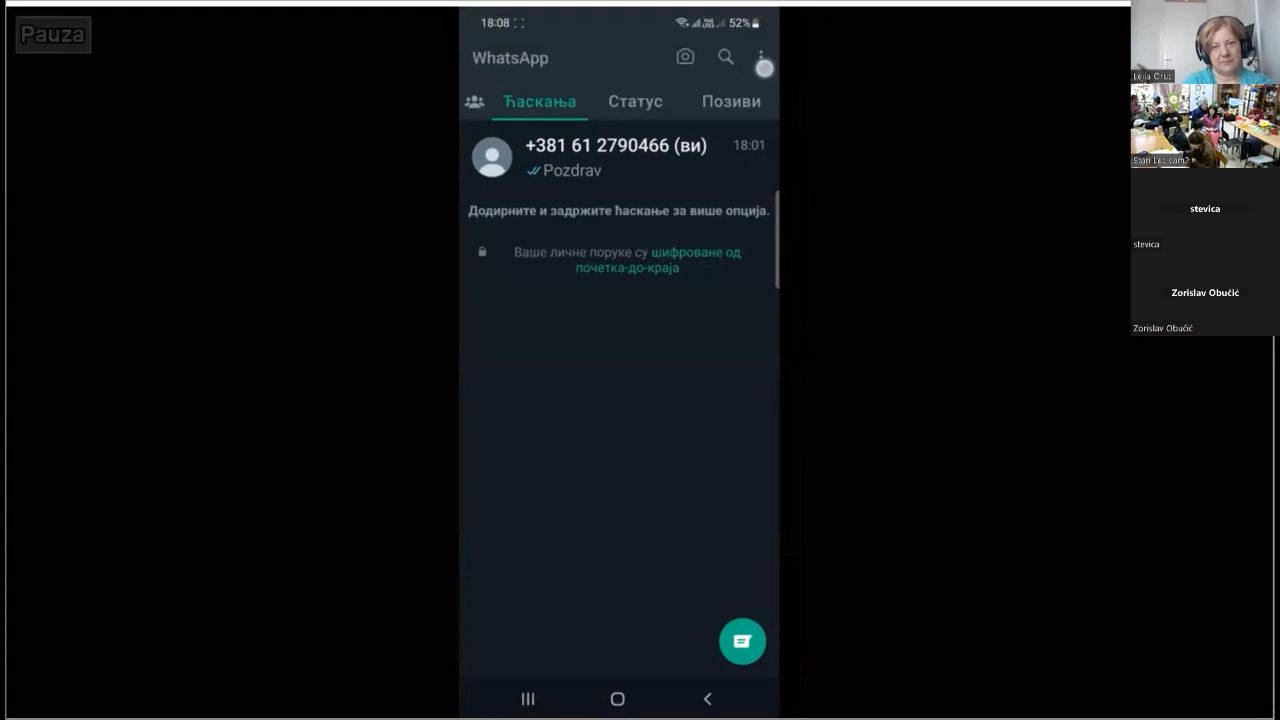 Pauza
18:08
52%
WhatsApp
Ћаскања
Статус
Позиви
+381 61 2790466 (ви)
18:01
Pozdrav
Додирните и задржите ћаскање за више опција.
Ваше личне поруке су шифроване од
почетка-до-краја
stevica
stevica
Zorislav Obučić
Zorislav Obučić